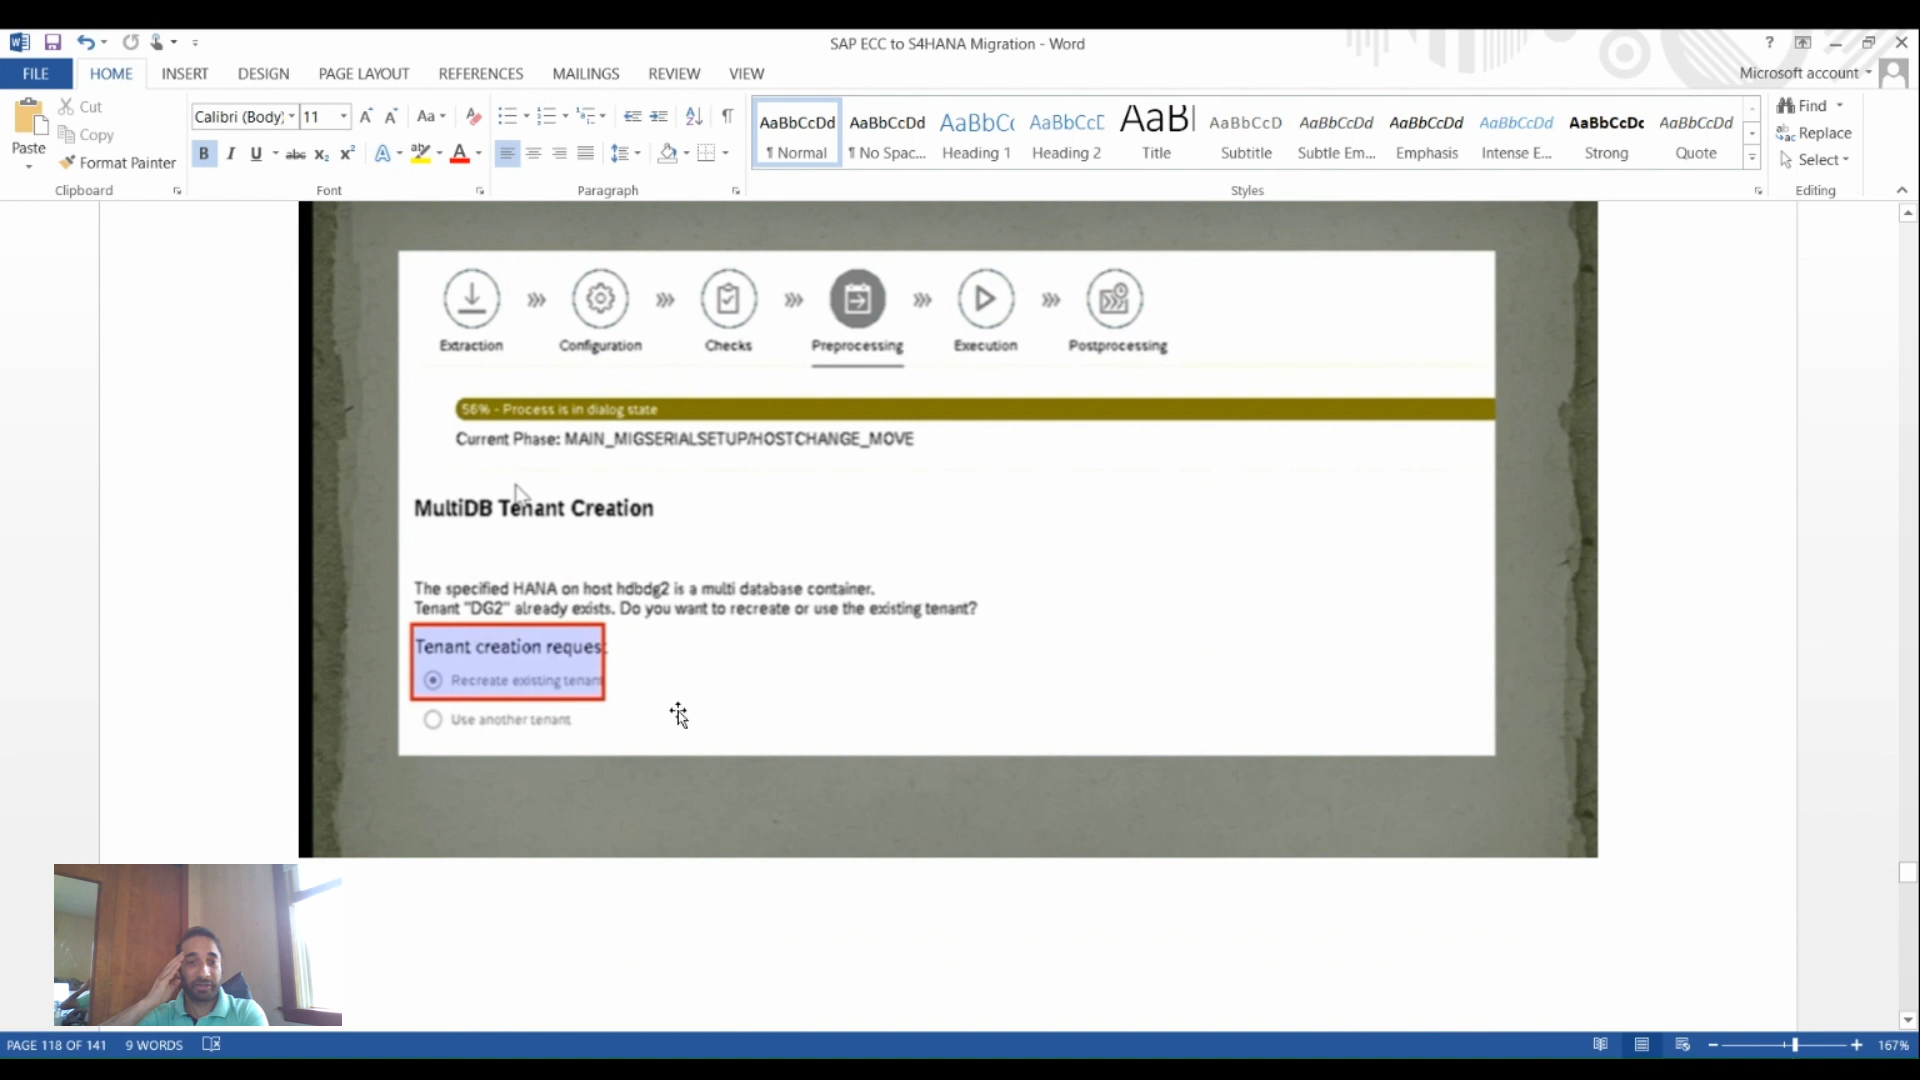 SAP ECC to S4HANA Migration - Word
?
FILE HOME INSERT DESIGN PAGE LAYOUT REFERENCES MAILINGS REVIEW VIEW
Microsoft account
Paste
Cut
Copy
Format Painter
Clipboard
Calibri (Body) 11
Font
Paragraph
AaBbCcDd AaBbCcDd AaBbC AaBbCc AaB AaBbCcD AaBbCcDd AaBbCcDd AaBbCcDd AaBbCcDc AaBbCcDd
¶ Normal ¶ No Spac... Heading 1 Heading 2 Title Subtitle Subtle Em... Emphasis Intense E... Strong Quote
Styles
Find
Replace
Select
Editing
Extraction Configuration Checks Preprocessing Execution Postprocessing
56% - Process is in dialog state
Current Phase: MAIN_MIGSERIALSETUP/HOSTCHANGE_MOVE
MultiDB Tenant Creation
The specified HANA on host hdbdg2 is a multi database container.
Tenant "DG2" already exists. Do you want to recreate or use the existing tenant?
Tenant creation reques
Recreate existing tenant
Use another tenant
PAGE 118 OF 141 9 WORDS
167%